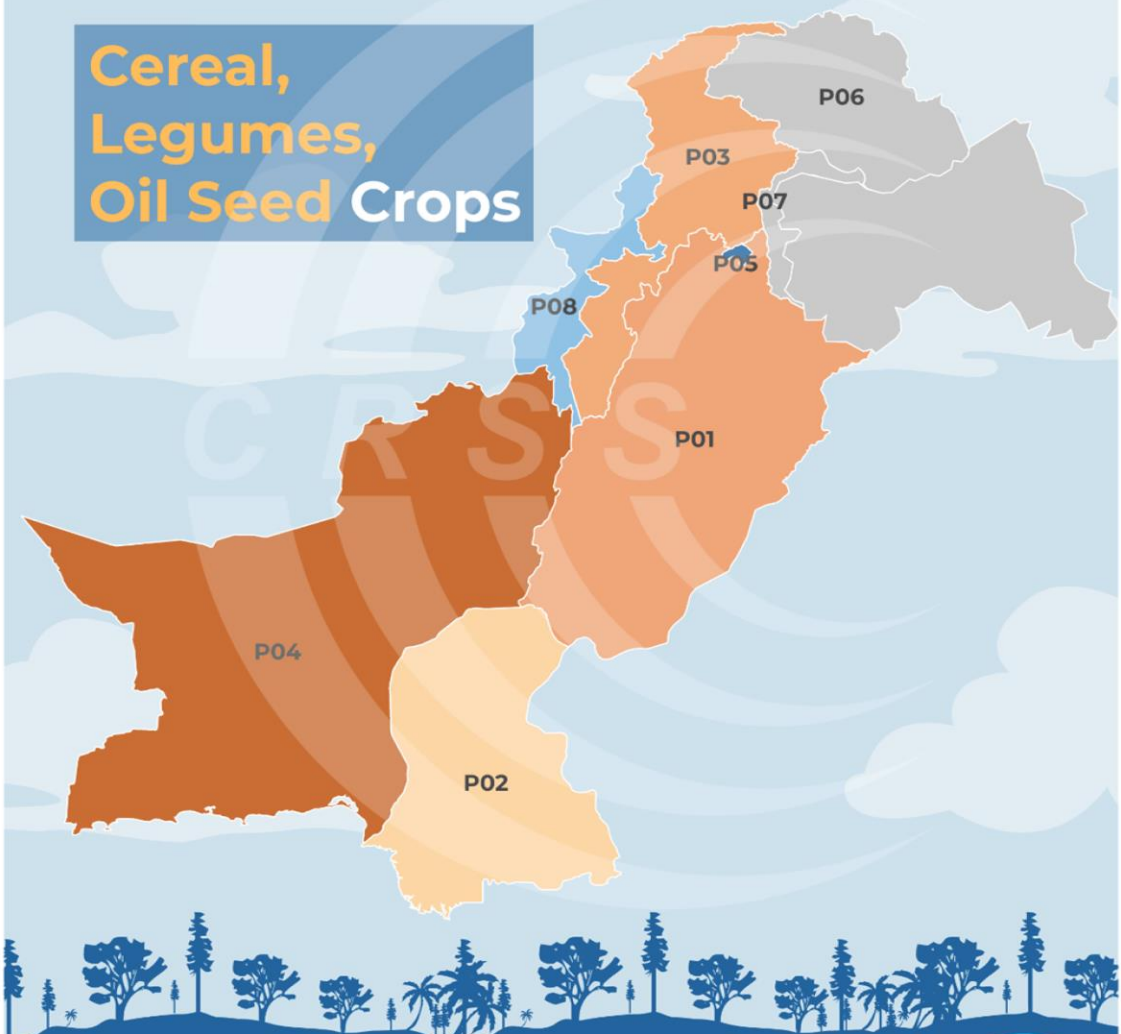 Cereal,
Legumes,
Oil Seed Crops
P06
P03
P07
P05
P08
CRSS
P01
P04
P02